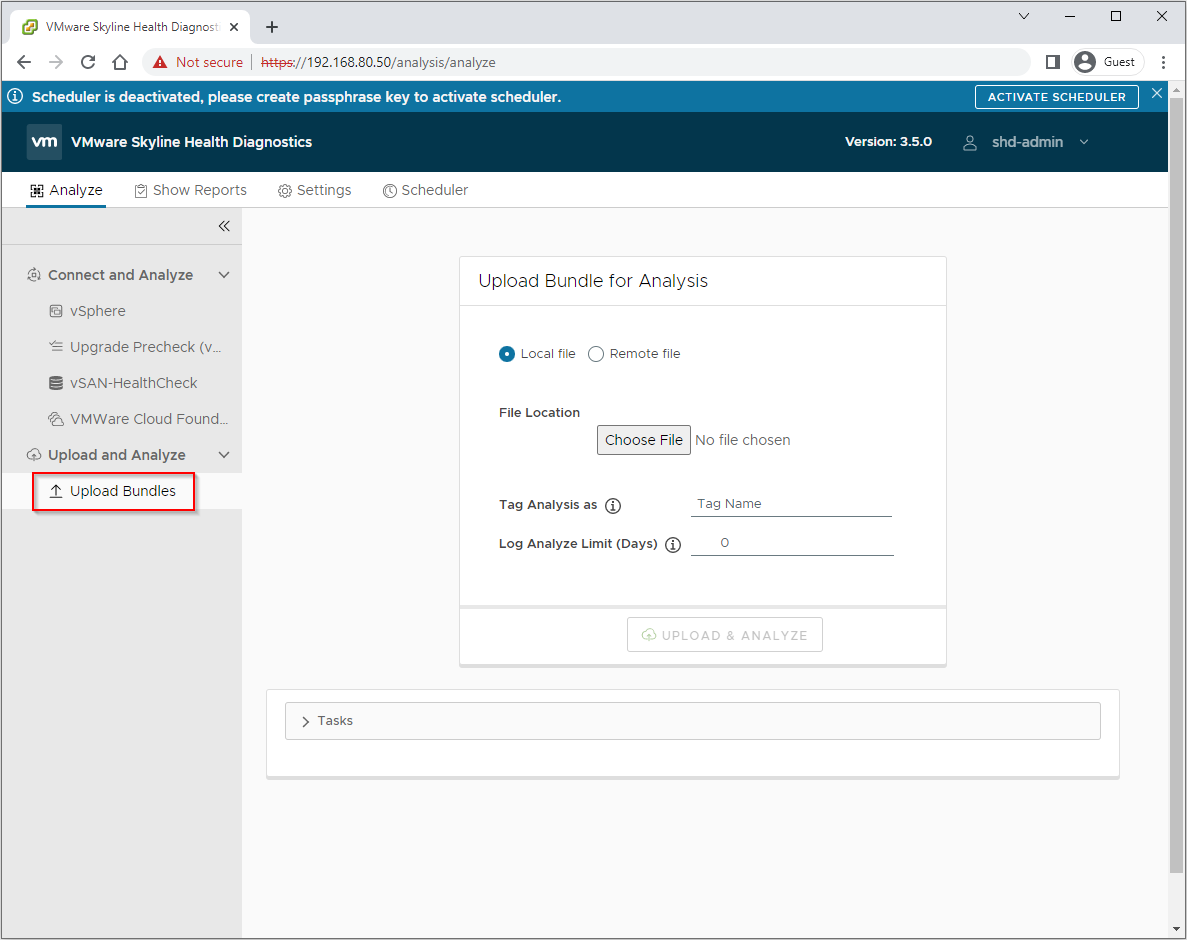 VMware Skyline Health Diagnost
Not secure https://192.168.80.50/analysis/analyze Guest
Scheduler is deactivated, please create passphrase key to activate scheduler. ACTIVATE SCHEDULER
vm VMware Skyline Health Diagnostics Version: 3.5.0 shd-admin
Analyze Show Reports Settings Scheduler
Connect and Analyze
vSphere
Upgrade Precheck (v...
vSAN-HealthCheck
VMWare Cloud Found...
Upload and Analyze
Upload Bundles
Upload Bundle for Analysis
Local file Remote file
File Location
Choose File No file chosen
Tag Analysis as Tag Name
Log Analyze Limit (Days) 0
UPLOAD & ANALYZE
Tasks